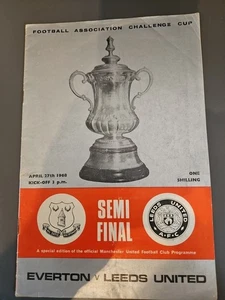 FOOTBALL ASSOCIATION CHALLENGE CUP
APRIL 27th 1968
KICK-OFF 3 p.m.
ONE
SHILLING
SEMI
FINAL
LEEDS UNITED
A·F·C
A special edition of the official Manchester United Football Club Programme
EVERTON v LEEDS UNITED